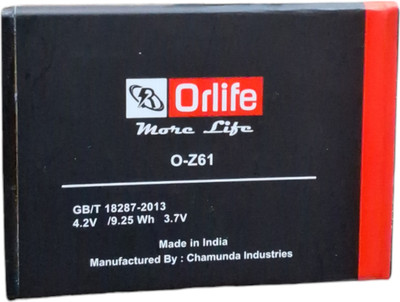 Orlife
More Life
O-Z61
GB/T 18287-2013
4.2V /9.25 Wh 3.7V
Made in India
Manufactured By : Chamunda Industries